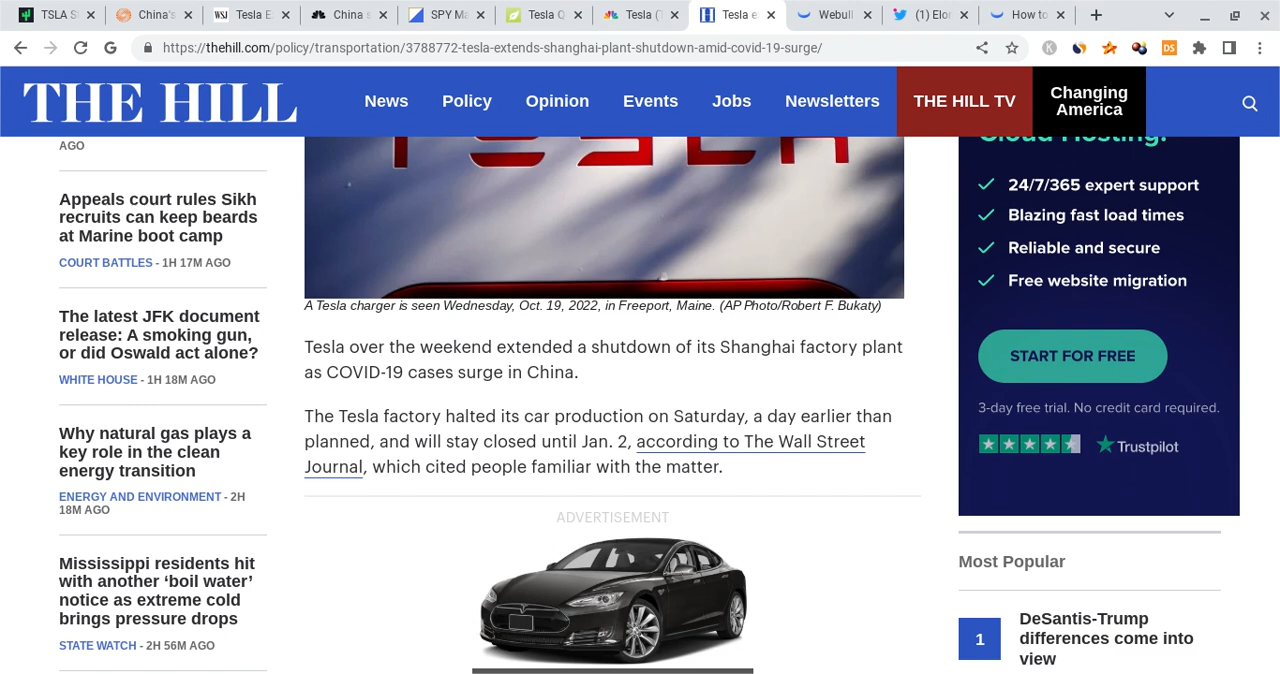 TSLA S
China's
WSJ
Tesla E
China s
SPY Ma
Tesla Q
Tesla (T
Tesla e
Webull
(1) Elor
How to
https://thehill.com/policy/transportation/3788772-tesla-extends-shanghai-plant-shutdown-amid-covid-19-surge/
K
DS
THE HILL
News
Policy
Opinion
Events
Jobs
Newsletters
THE HILL TV
Changing
America
AGO
Appeals court rules Sikh
recruits can keep beards
at Marine boot camp
COURT BATTLES - 1H 17M AGO
The latest JFK document
release: A smoking gun,
or did Oswald act alone?
WHITE HOUSE - 1H 18M AGO
Why natural gas plays a
key role in the clean
energy transition
ENERGY AND ENVIRONMENT - 2H
18M AGO
Mississippi residents hit
with another ‘boil water’
notice as extreme cold
brings pressure drops
STATE WATCH - 2H 56M AGO
TESLA
A Tesla charger is seen Wednesday, Oct. 19, 2022, in Freeport, Maine. (AP Photo/Robert F. Bukaty)
Tesla over the weekend extended a shutdown of its Shanghai factory plant
as COVID-19 cases surge in China.
The Tesla factory halted its car production on Saturday, a day earlier than
planned, and will stay closed until Jan. 2, according to The Wall Street
Journal, which cited people familiar with the matter.
ADVERTISEMENT
Cloud Hosting!
24/7/365 expert support
Blazing fast load times
Reliable and secure
Free website migration
START FOR FREE
3-day free trial. No credit card required.
Trustpilot
Most Popular
1
DeSantis-Trump
differences come into
view